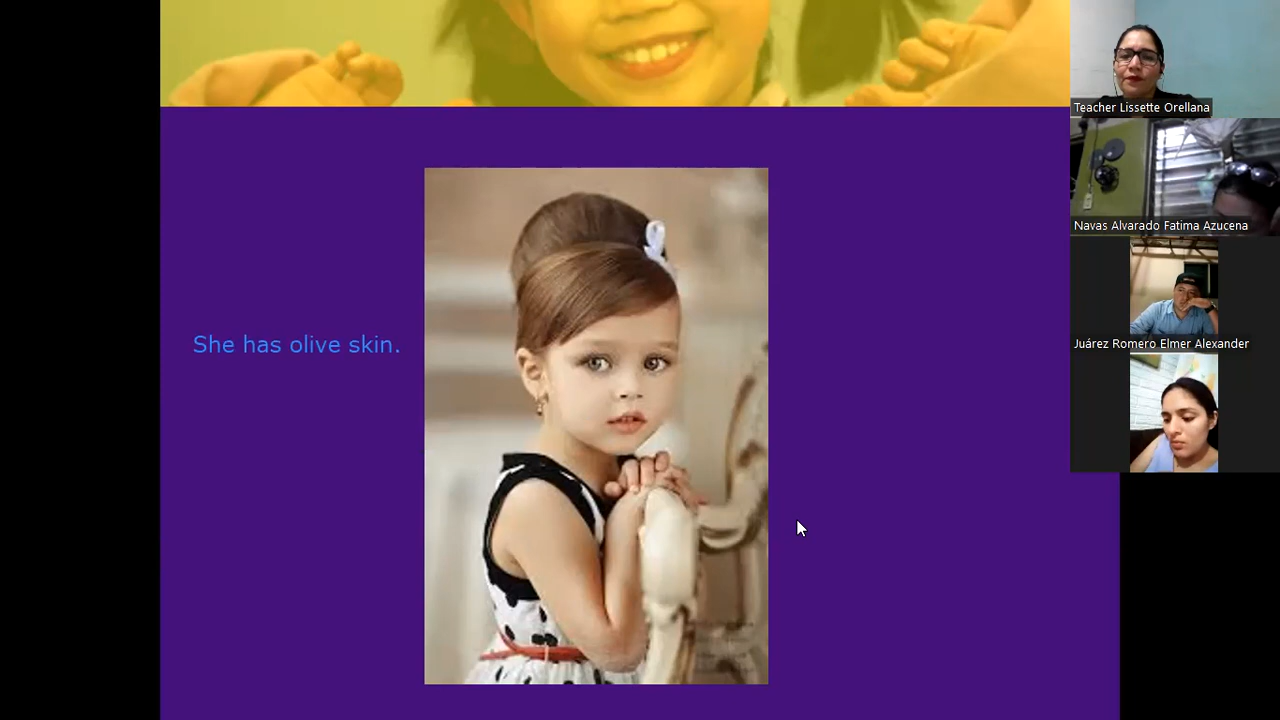 Teacher Lissette Orellana
Navas Alvarado Fatima Azucena
She has olive skin.
Juárez Romero Elmer Alexander